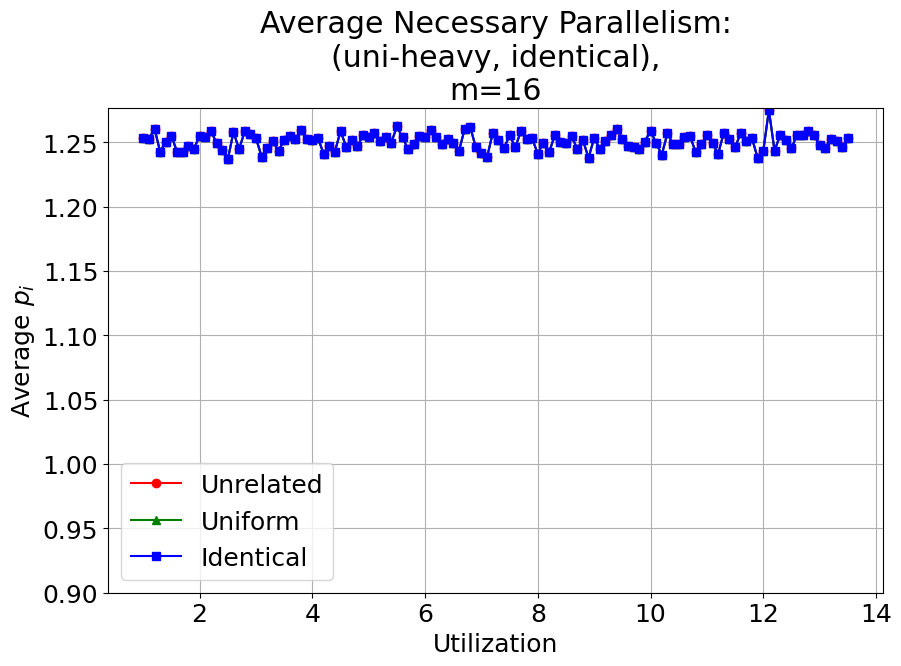 Average Necessary Parallelism:
(uni-heavy, identical),
m=16
1.25
1.20
1.15
1.10
1.05
1.00
0.95
0.90
Average $p_i$
Unrelated
Uniform
Identical
2 4 6 8 10 12 14
Utilization